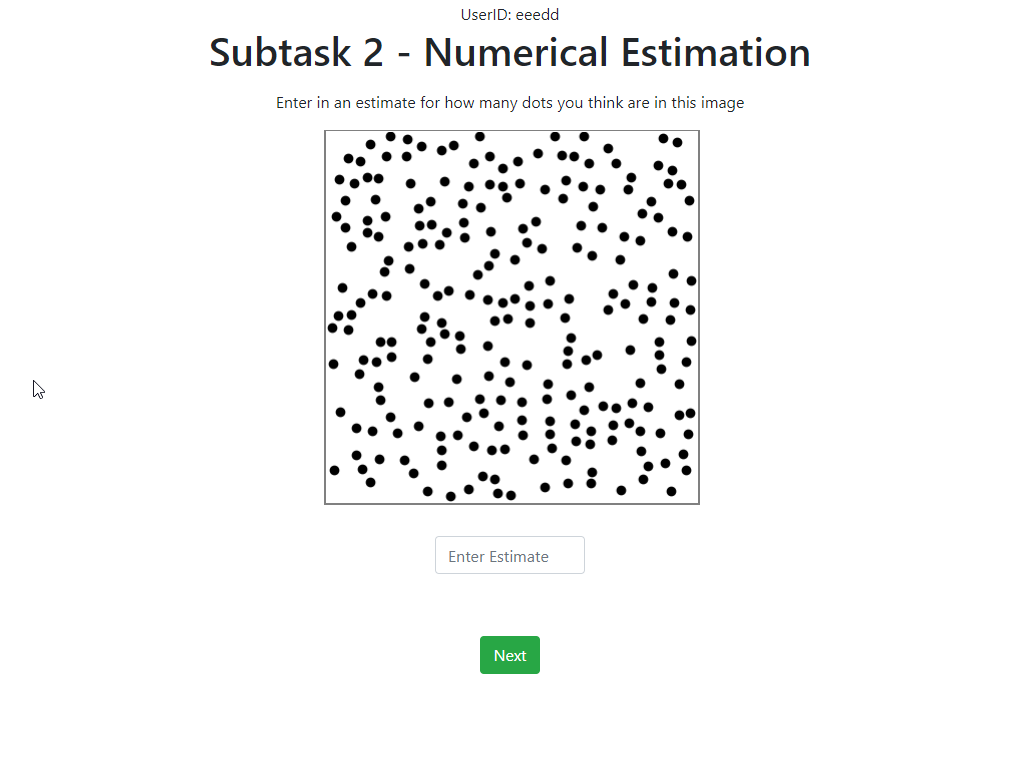 UserID: eeedd
Subtask 2 - Numerical Estimation
Enter in an estimate for how many dots you think are in this image
Enter Estimate
Next